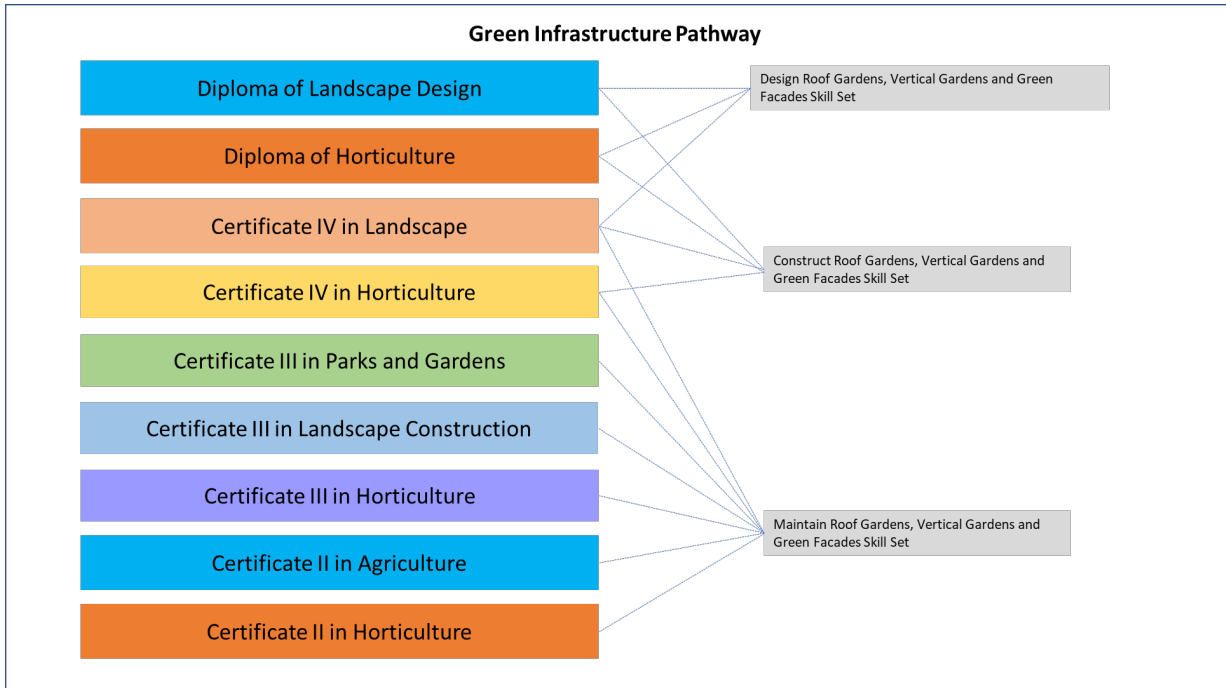 Green Infrastructure Pathway
Diploma of Landscape Design
Design Roof Gardens, Vertical Gardens and Green
Facades Skill Set
Diploma of Horticulture
Certificate IV in Landscape
Construct Roof Gardens, Vertical Gardens and
Green Facades Skill Set
Certificate IV in Horticulture
Certificate III in Parks and Gardens
Certificate III in Landscape Construction
Certificate III in Horticulture
Maintain Roof Gardens, Vertical Gardens and
Green Facades Skill Set
Certificate II in Agriculture
Certificate II in Horticulture